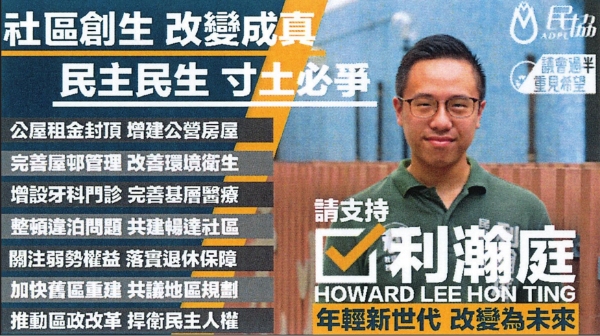 社區創生 改變成真
民主民生 寸土必爭
民協
ADPL
議會過半
重見希望
公屋租金封頂 增建公營房屋
完善屋邨管理 改善環境衛生
增設牙科門診 完善基層醫療
整頓違泊問題 共建暢達社區
關注弱勢權益 落實退休保障
加快舊區重建 共議地區規劃
推動區政改革 捍衛民主人權
請支持
利瀚庭
HOWARD LEE HON TING
年輕新世代 改變為未來